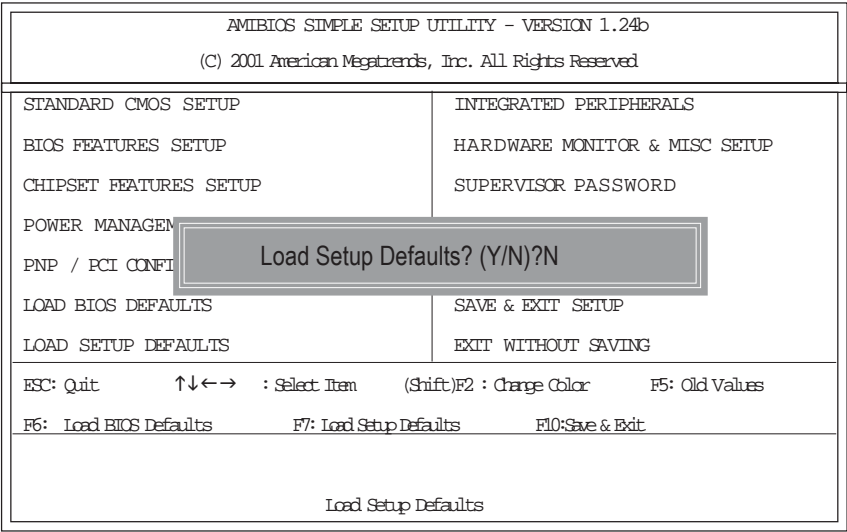 AMIBIOS SIMPLE SETUP UTILITY - VERSION 1.24b
(C) 2001 American Megatrends, Inc. All Rights Reserved
STANDARD CMOS SETUP
INTEGRATED PERIPHERALS
BIOS FEATURES SETUP
HARDWARE MONITOR & MISC SETUP
CHIPSET FEATURES SETUP
SUPERVISOR PASSWORD
POWER
Load Setup Defaults? (Y/N)?N
PNP / PCI
LOAD BIOS DEFAULTS
SAVE & EXIT SETUP
LOAD SETUP DEFAULTS
EXIT WITHOUT SAVING
ESC: Quit ↑↓←→ : Select Item (Shift)F2 : Change Color F5: Old Values
F6: Load BIOS Defaults F7: Load Setup Defaults F10:Save & Exit
Load Setup Defaults